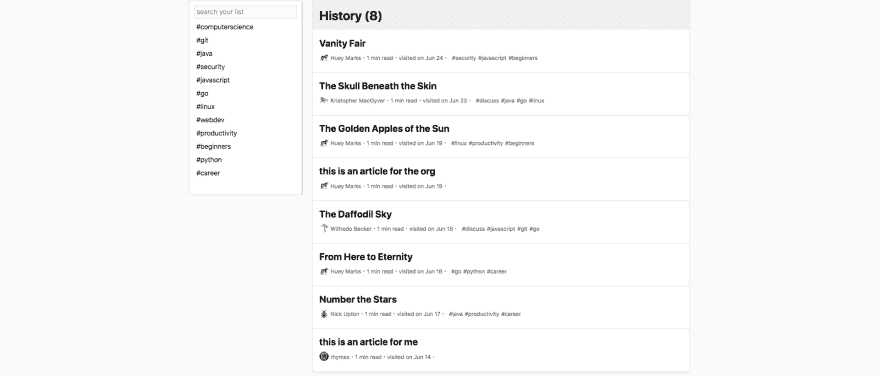 search your list
#computerscience
#git
#java
#security
#javascript
#go
#linux
#webdev
#productivity
#beginners
#python
#career
History (8)
Vanity Fair
Huey Marks · 1 min read · visited on Jun 24 · #security #javascript #beginners
The Skull Beneath the Skin
Kristopher MacGyver · 1 min read · visited on Jun 23 · #discuss #java #go #linux
The Golden Apples of the Sun
Huey Marks · 1 min read · visited on Jun 19 · #linux #productivity #beginners
this is an article for the org
Huey Marks · 1 min read · visited on Jun 19 ·
The Daffodil Sky
Wilfredo Becker · 1 min read · visited on Jun 18 · #discuss #javascript #git #go
From Here to Eternity
Huey Marks · 1 min read · visited on Jun 18 · #go #python #career
Number the Stars
Nick Upton · 1 min read · visited on Jun 17 · #java #productivity #career
this is an article for me
rhymes · 1 min read · visited on Jun 14 ·